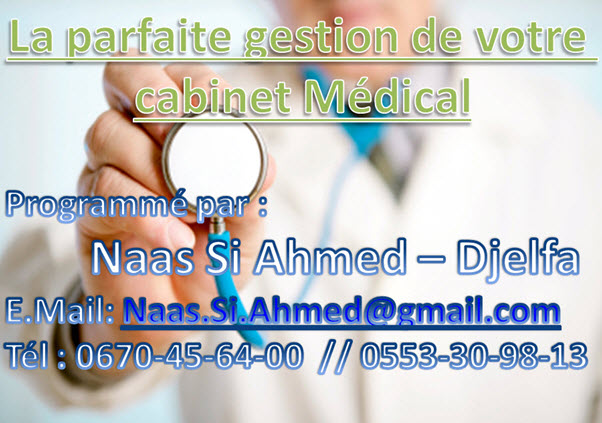 La parfaite gestion de votre
cabinet Médical
Programmé par :
Naas Si Ahmed – Djelfa
E.Mail: Naas.Si.Ahmed@gmail.com
Tél : 0670-45-64-00 // 0553-30-98-13